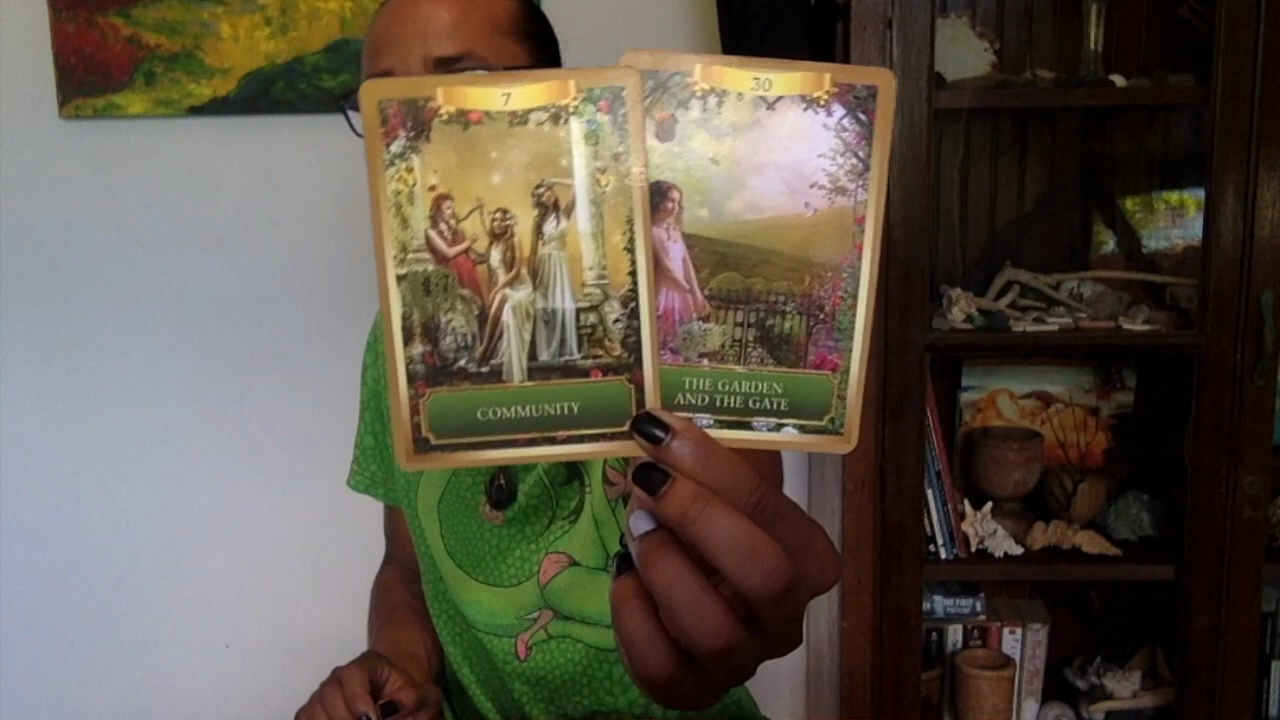 7
COMMUNITY
30
THE GARDEN
AND THE GATE